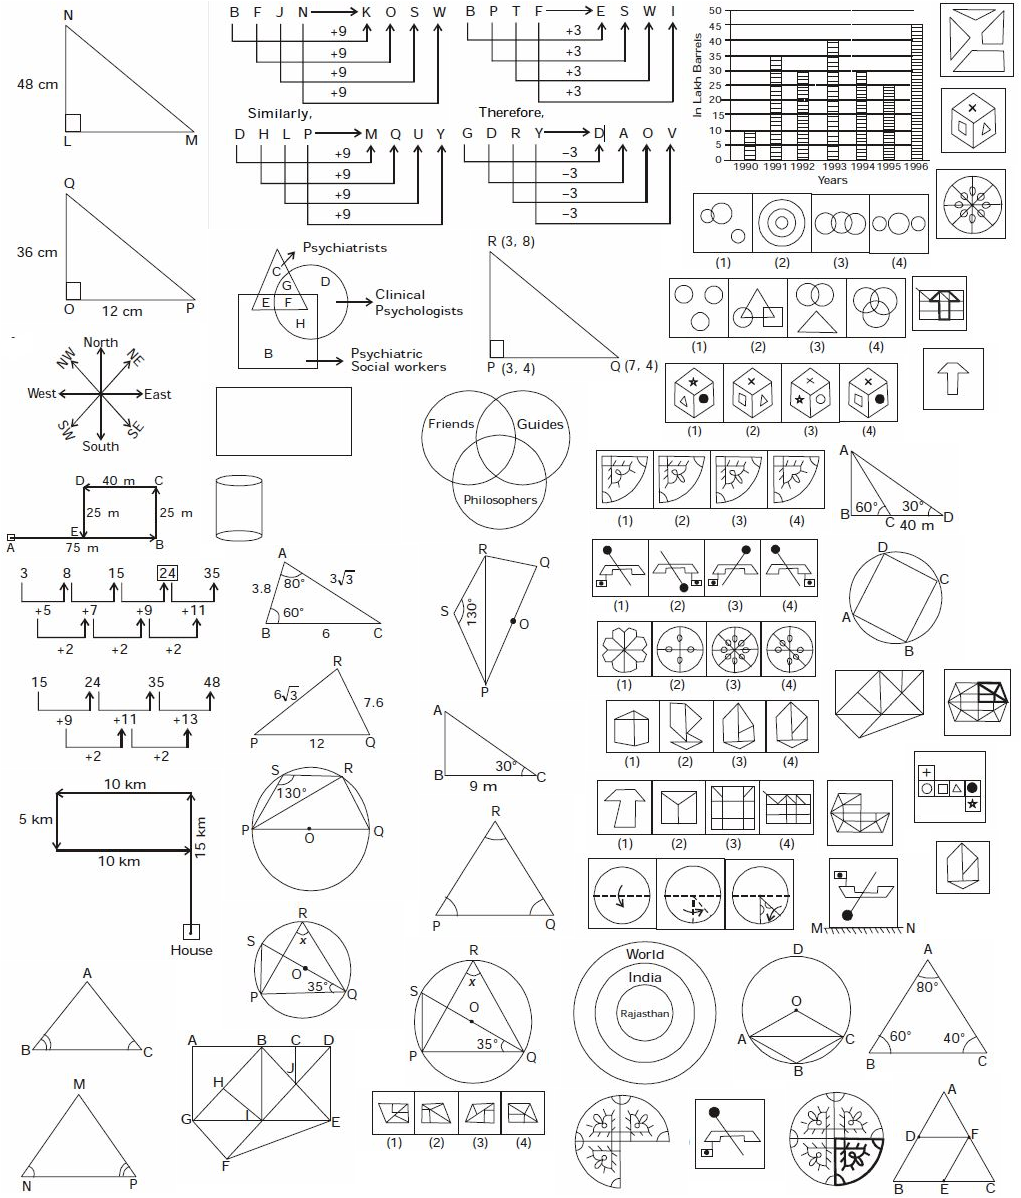 N
48 cm
L
M
B F J N K O S W
+9
+9
+9
+9
Similarly,
D H L P M Q U Y
+9
+9
+9
+9
B P T F E S W I
+3
+3
+3
+3
Therefore,
G D R Y D A O V
–3
–3
–3
–3
In Lakh Barrels
50
45
40
35
30
25
20
15
10
5
0
1990 1991 1992 1993 1994 1995 1996
Years
(1) (2) (3) (4)
Q
36 cm
O 12 cm P
Psychiatrists
C
G
D
E F
H
B
Clinical
Psychologists
Psychiatric
Social workers
R (3, 8)
P (3, 4)
Q (7, 4)
(1) (2) (3) (4)
(1) (2) (3) (4)
North
NW
NE
West
East
SW
SE
South
Friends
Guides
Philosophers
(1) (2) (3) (4)
A
60°
30°
B
C 40 m D
D 40 m C
25 m
25 m
E
A
75 m
B
3 8 15 24 35
+5 +7 +9 +11
+2 +2 +2
A
3.8
80°
3√3
60°
B 6 C
R
Q
S
130°
O
P
(1) (2) (3) (4)
D
C
A
B
(1) (2) (3) (4)
15 24 35 48
+9 +11 +13
+2 +2
R
6√3
7.6
P 12 Q
A
30°
B
9 m
C
(1) (2) (3) (4)
10 km
5 km
15 km
10 km
House
S
R
130°
P
O
Q
R
P
Q
(1) (2) (3) (4)
M
N
R
S
x
O
35°
P
Q
R
S
x
O
35°
P
Q
World
India
Rajasthan
D
O
A
C
B
A
80°
60°
40°
B
C
A
B
C
A B C D
J
H
I
G
E
F
M
N
P
(1) (2) (3) (4)
A
D
F
B E C